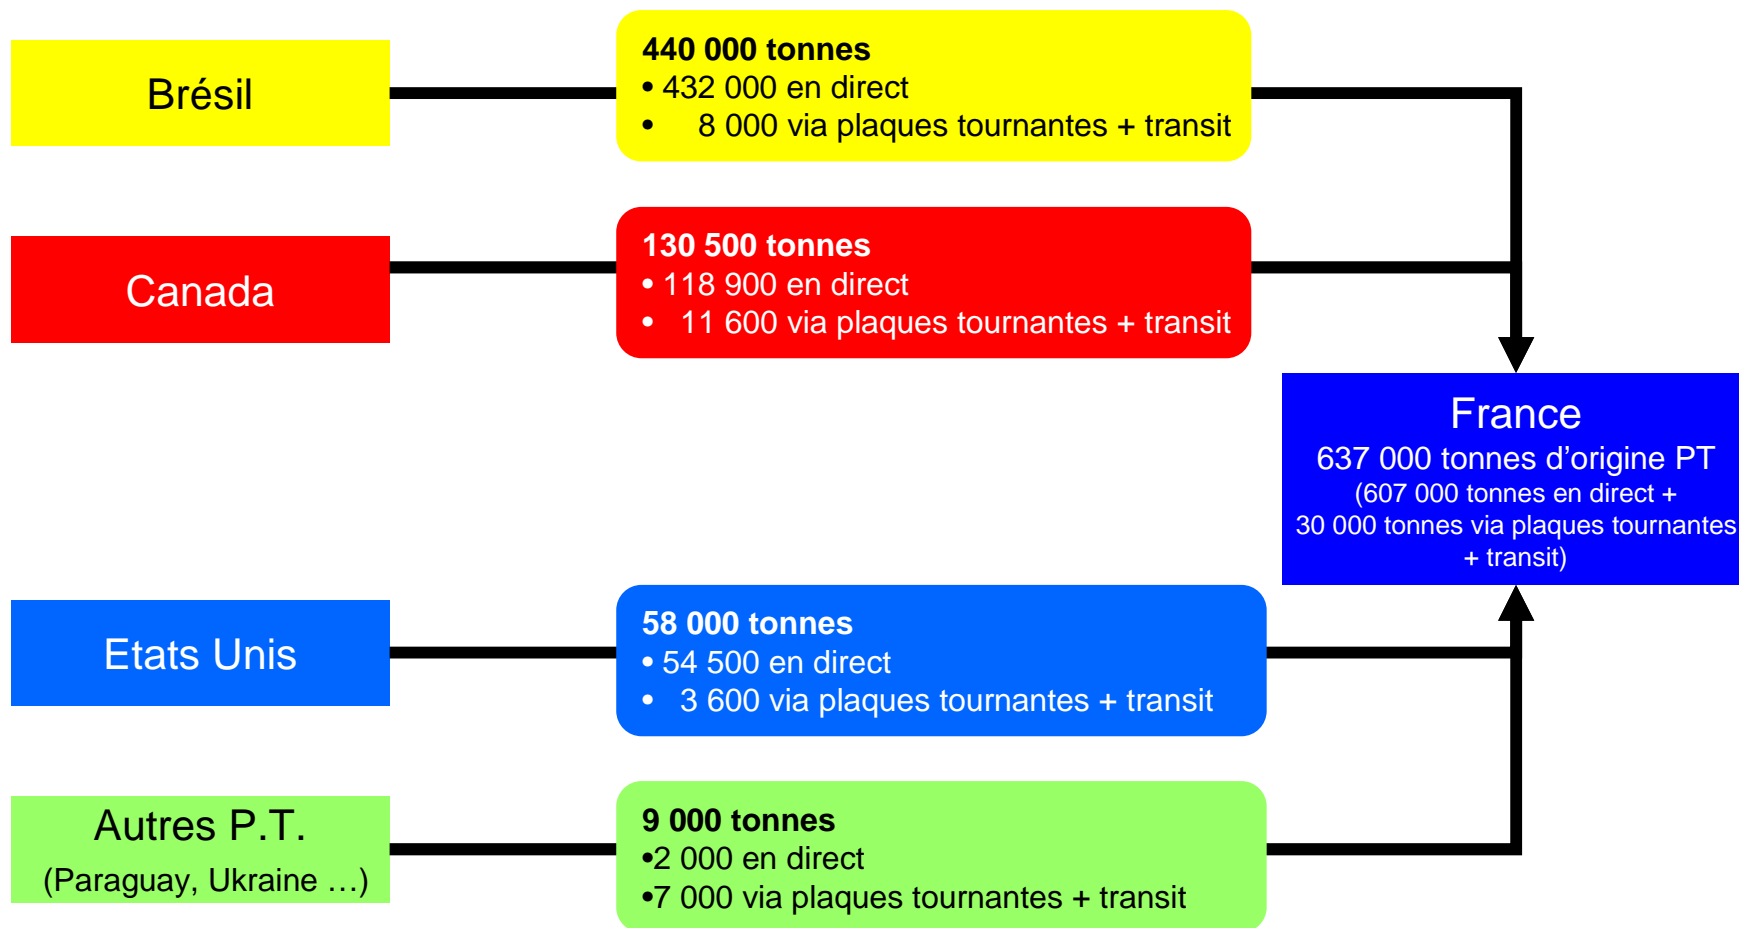 Brésil
440 000 tonnes
• 432 000 en direct
• 8 000 via plaques tournantes + transit
Canada
130 500 tonnes
• 118 900 en direct
• 11 600 via plaques tournantes + transit
France
637 000 tonnes d’origine PT
(607 000 tonnes en direct +
30 000 tonnes via plaques tournantes
+ transit)
Etats Unis
58 000 tonnes
• 54 500 en direct
• 3 600 via plaques tournantes + transit
Autres P.T.
(Paraguay, Ukraine …)
9 000 tonnes
•2 000 en direct
•7 000 via plaques tournantes + transit